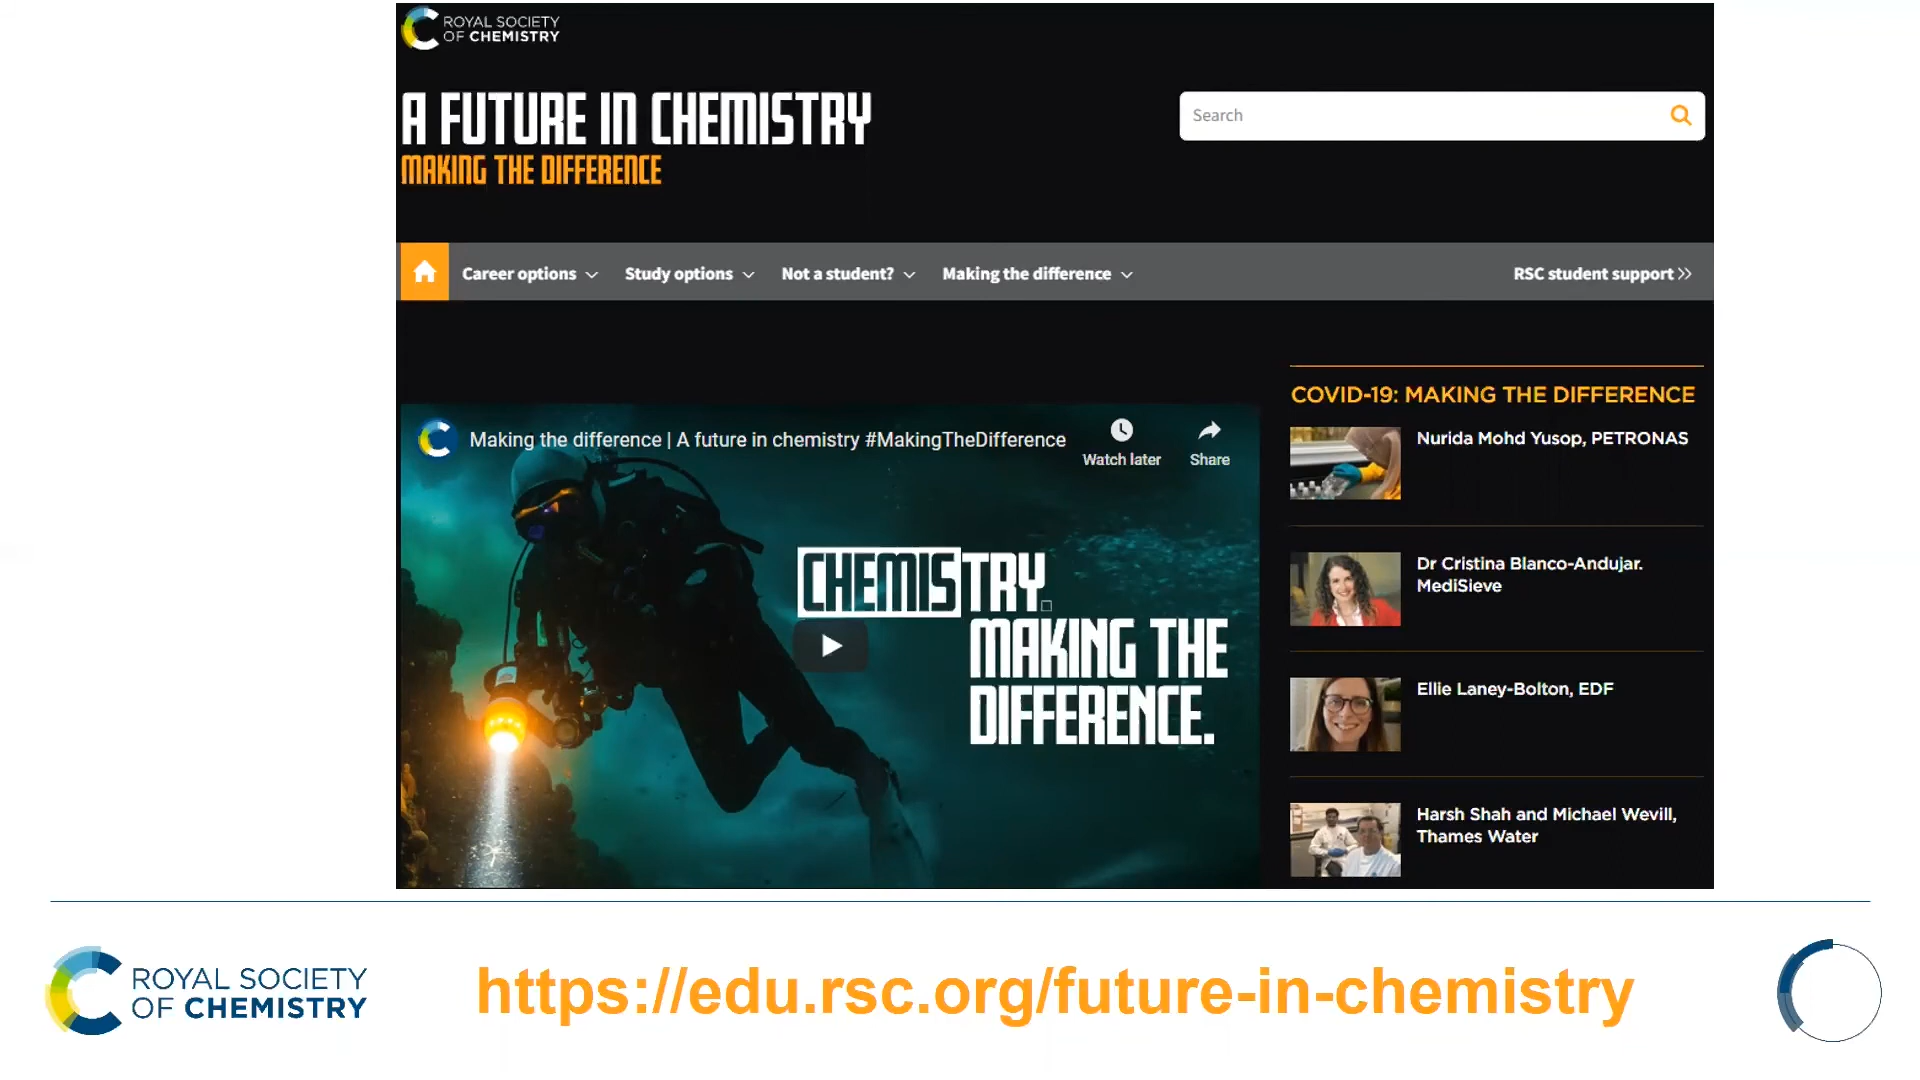 ROYAL SOCIETY
OF CHEMISTRY
A FUTURE IN CHEMISTRY
MAKING THE DIFFERENCE
Search
Career options
Study options
Not a student?
Making the difference
RSC student support
Making the difference | A future in chemistry #MakingTheDifference
Watch later
Share
CHEMISTRY
MAKING THE
DIFFERENCE.
COVID-19: MAKING THE DIFFERENCE
Nurida Mohd Yusop, PETRONAS
Dr Cristina Blanco-Andujar.
MediSieve
Ellie Laney-Bolton, EDF
Harsh Shah and Michael Wevill,
Thames Water
ROYAL SOCIETY
OF CHEMISTRY
https://edu.rsc.org/future-in-chemistry